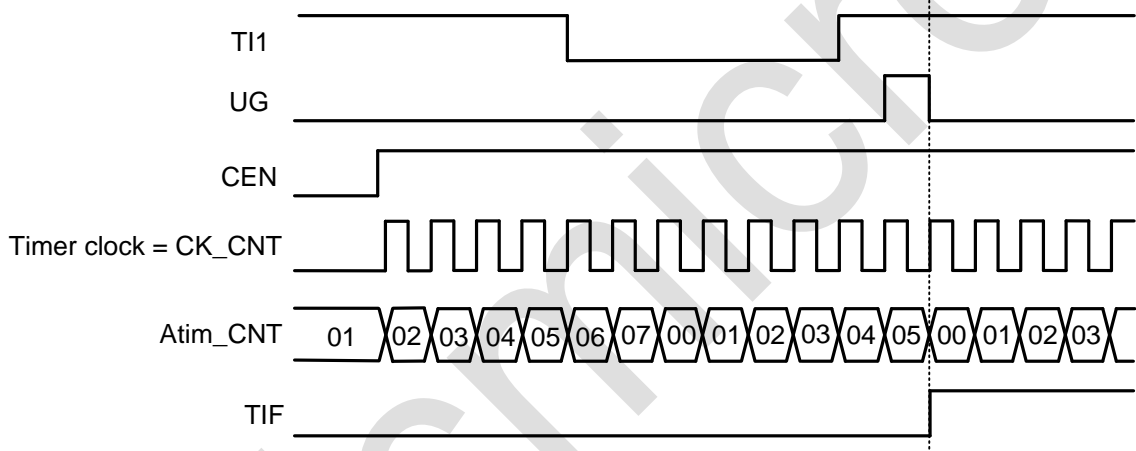 TI1
UG
CEN
Timer clock = CK_CNT
Atim_CNT 01 02 03 04 05 06 07 00 01 02 03 04 05 00 01 02 03
TIF